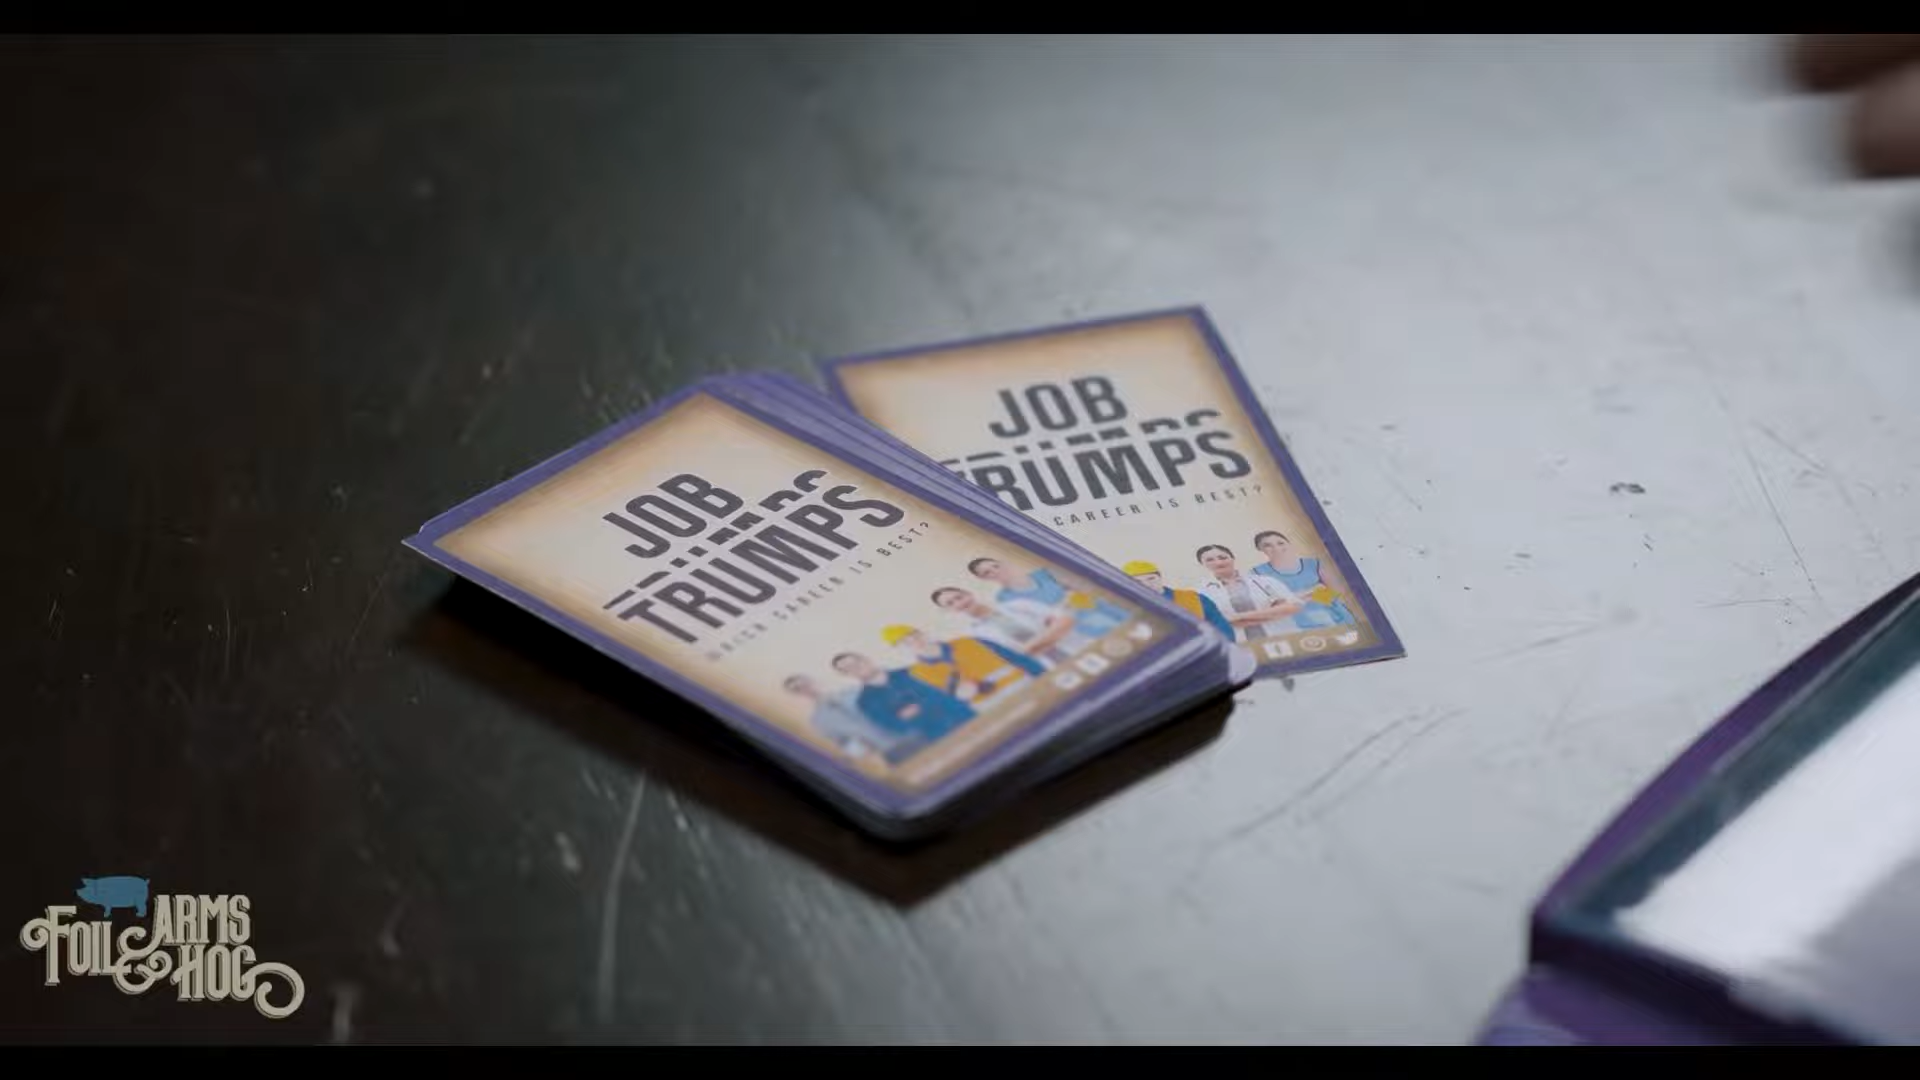 JOB
TRUMPS
WHICH CAREER IS BEST?
JOB
TRUMPS
CAREER IS BEST?
FOIL ARMS
& HOG